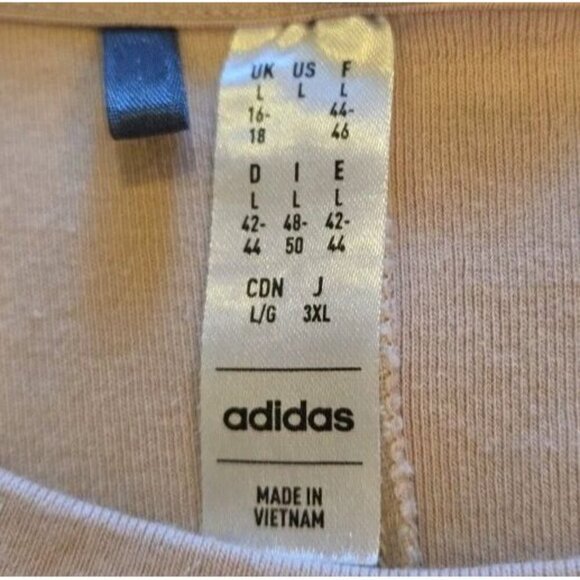 UK US F
L L L
16- 44-
18 46
D I E
L L L
42- 48- 42-
44 50 44
CDN J
L/G 3XL
adidas
MADE IN
VIETNAM